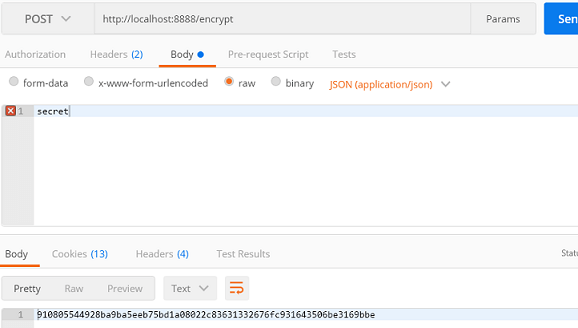 POST http://localhost:8888/encrypt Params Sen
Authorization Headers (2) Body Pre-request Script Tests
form-data x-www-form-urlencoded raw binary JSON (application/json)
1 secret
Body Cookies (13) Headers (4) Test Results Statu
Pretty Raw Preview Text
1 910805544928ba9ba5eeb75bd1a08022c83631332676fc931643506be3169bbe